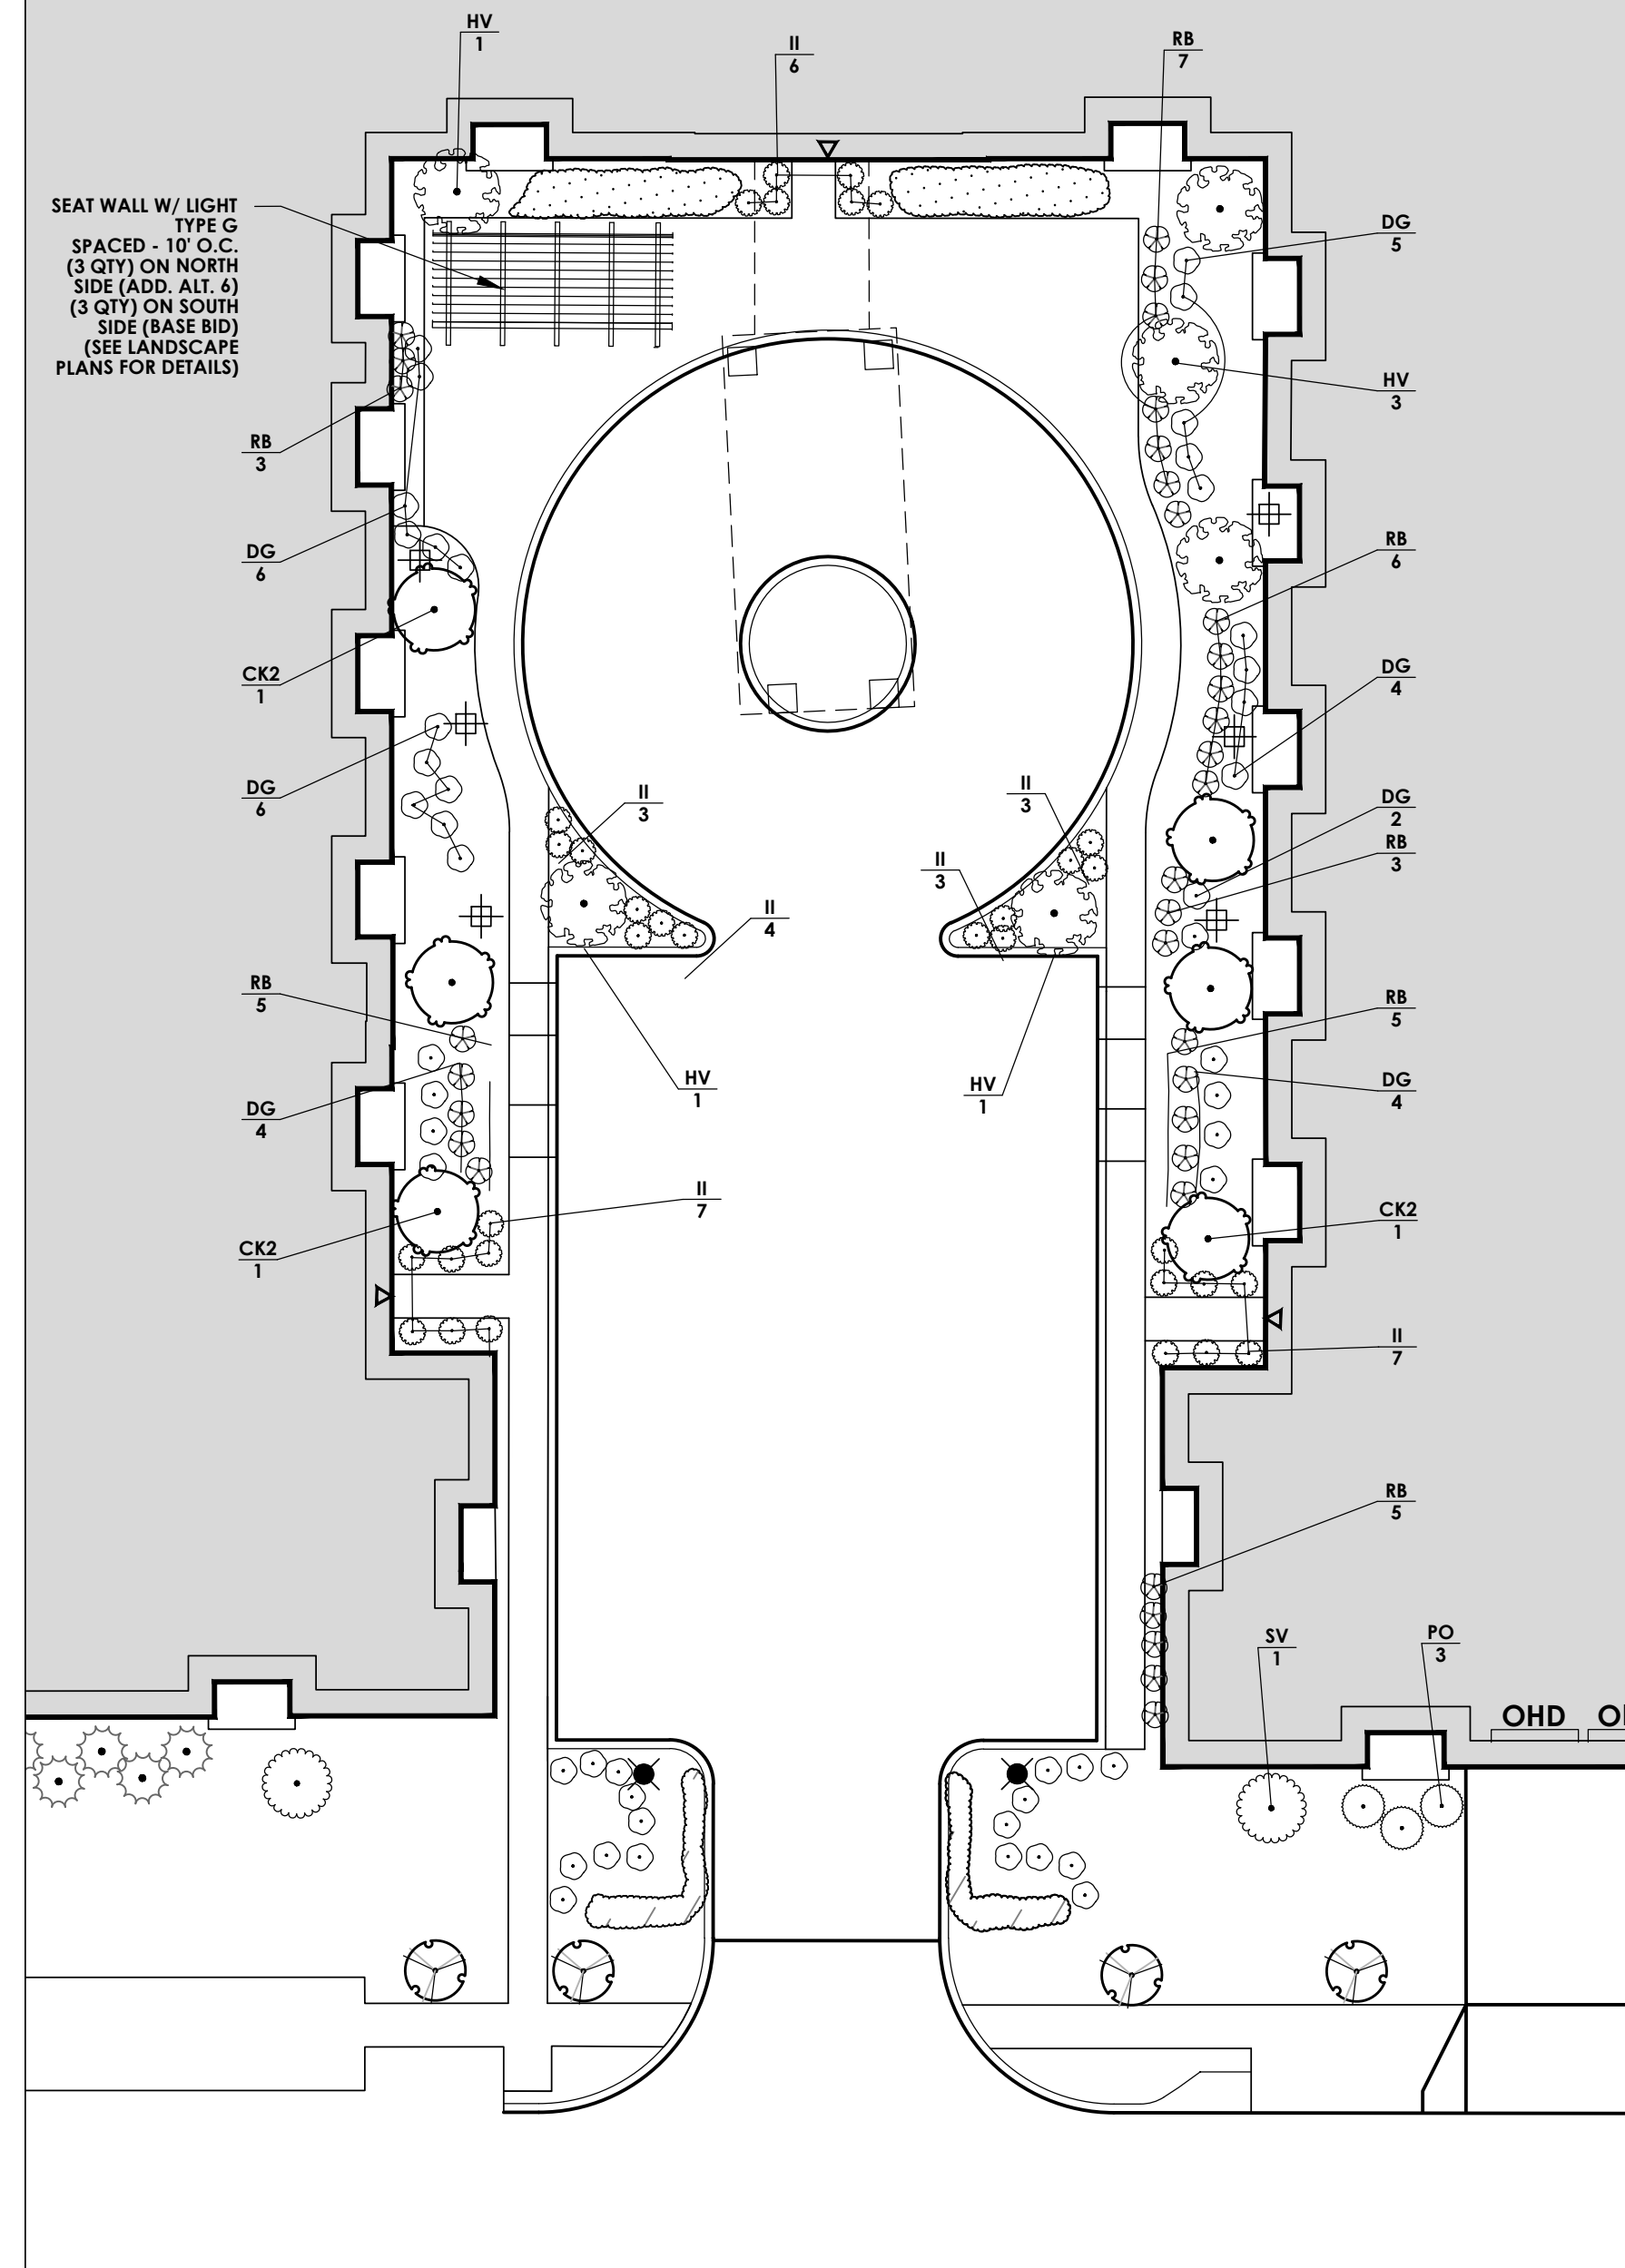 HV
1
II
6
RB
7
SEAT WALL W/ LIGHT
TYPE G
SPACED - 10' O.C.
(3 QTY) ON NORTH
SIDE (ADD. ALT. 6)
(3 QTY) ON SOUTH
SIDE (BASE BID)
(SEE LANDSCAPE
PLANS FOR DETAILS)
DG
5
HV
3
RB
3
DG
6
RB
6
CK2
1
DG
4
DG
6
II
3
II
3
DG
2
RB
3
II
3
II
4
RB
5
RB
5
HV
1
HV
1
DG
4
DG
4
II
7
CK2
1
CK2
1
II
7
RB
5
SV
1
PO
3
OHD